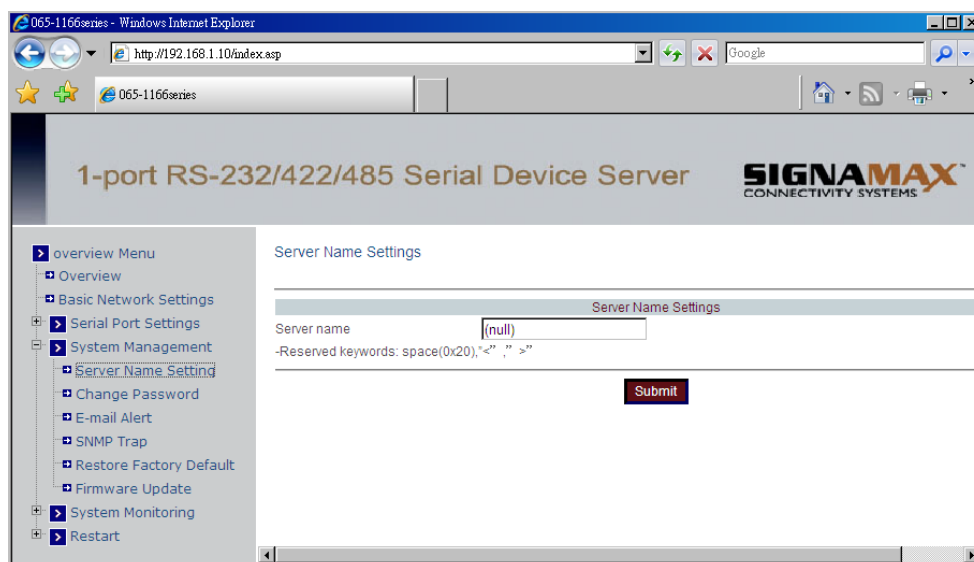 065-1166series - Windows Internet Explorer
http://192.168.1.10/index.asp
Google
065-1166series
1-port RS-232/422/485 Serial Device Server
SIGNAMAX™
CONNECTIVITY SYSTEMS
overview Menu
Overview
Basic Network Settings
Serial Port Settings
System Management
Server Name Setting
Change Password
E-mail Alert
SNMP Trap
Restore Factory Default
Firmware Update
System Monitoring
Restart
Server Name Settings
Server Name Settings
Server name (null)
-Reserved keywords: space(0x20),"<" ," >"
Submit